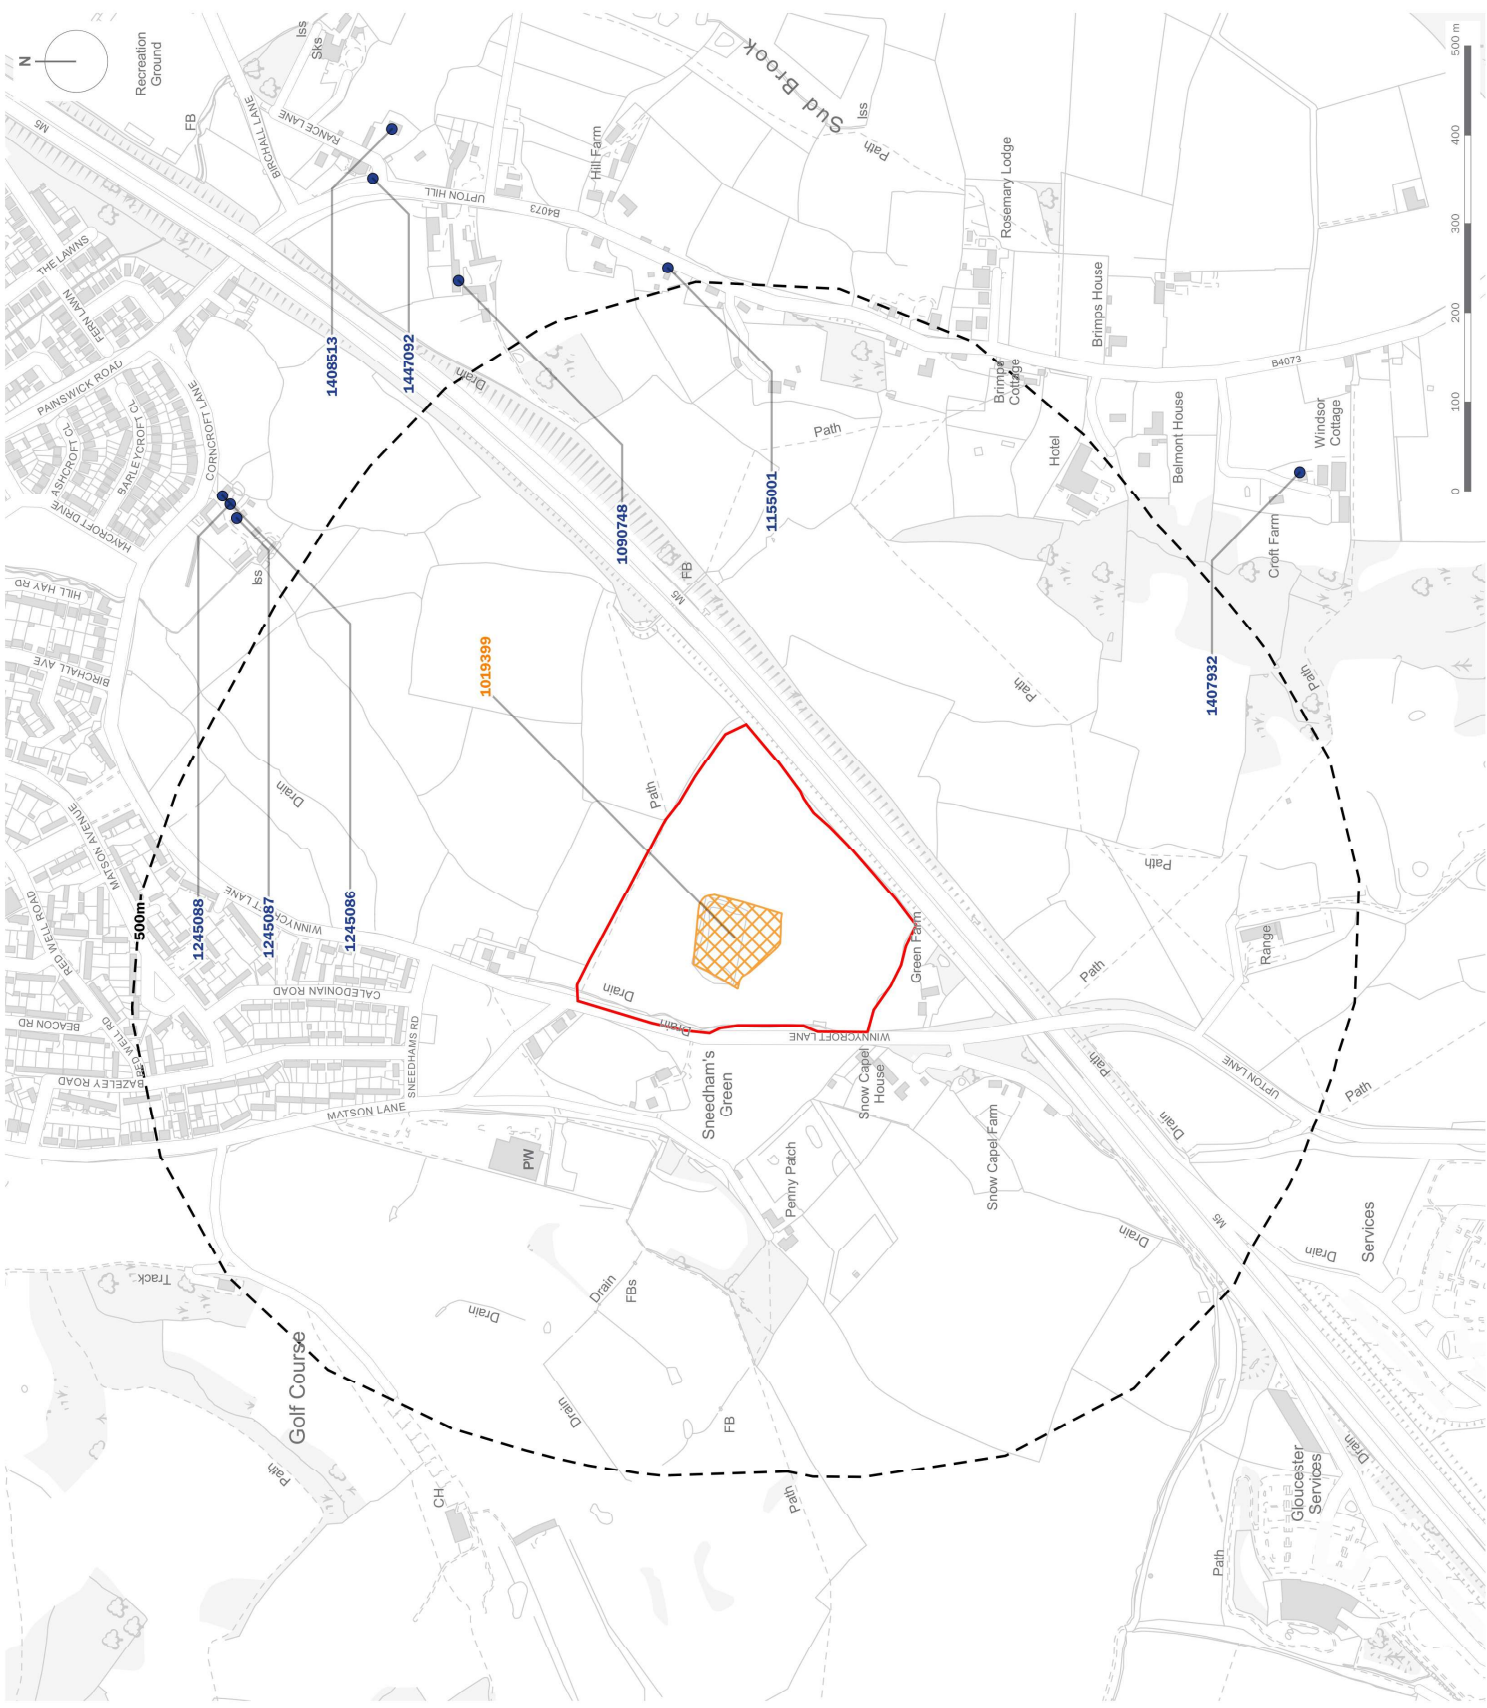 N
Recreation
Ground
Iss
Sks
FB
M5
BIRCHALL LANE
RANCE LANE
THE LAWNS
FERN LAWN
PAINSWICK ROAD
ASHCROFT CL
BARLEYCROFT CL
CORNCROFT LANE
HAYCROFT DRIVE
HILL HAY RD
BIRCHALL AVE
Iss
UPTON HILL
B4073
Hill Farm
Sud Brook
Iss
Path
Rosemary Lodge
Brimps House
Brimps
Cottage
B4073
Windsor
Cottage
Belmont House
Hotel
Croft Farm
Path
Drain
FB
M5
1408513
1447092
1090748
1155001
1407932
1019399
1245088
1245087
1245086
500m
Path
Path
Path
Path
Path
Drain
MATSON AVENUE
RED WELL ROAD
WINNYCROFT LANE
CALEDONIAN ROAD
BEACON RD
RED WELL RD
BAZELEY ROAD
SNEEDHAMS RD
MATSON LANE
Drain
Drain
WINNYCROFT LANE
Green Farm
Sneedham's
Green
Snow Capel
House
Snow Capel Farm
Penny Patch
PW
Range
UPTON LANE
Path
Path
Drain
Drain
M5
Drain
Services
Track
Golf Course
Path
CH
Drain
Drain
FBs
Drain
FB
Path
Gloucester
Services
Drain
Path
0
100
200
300
400
500 m